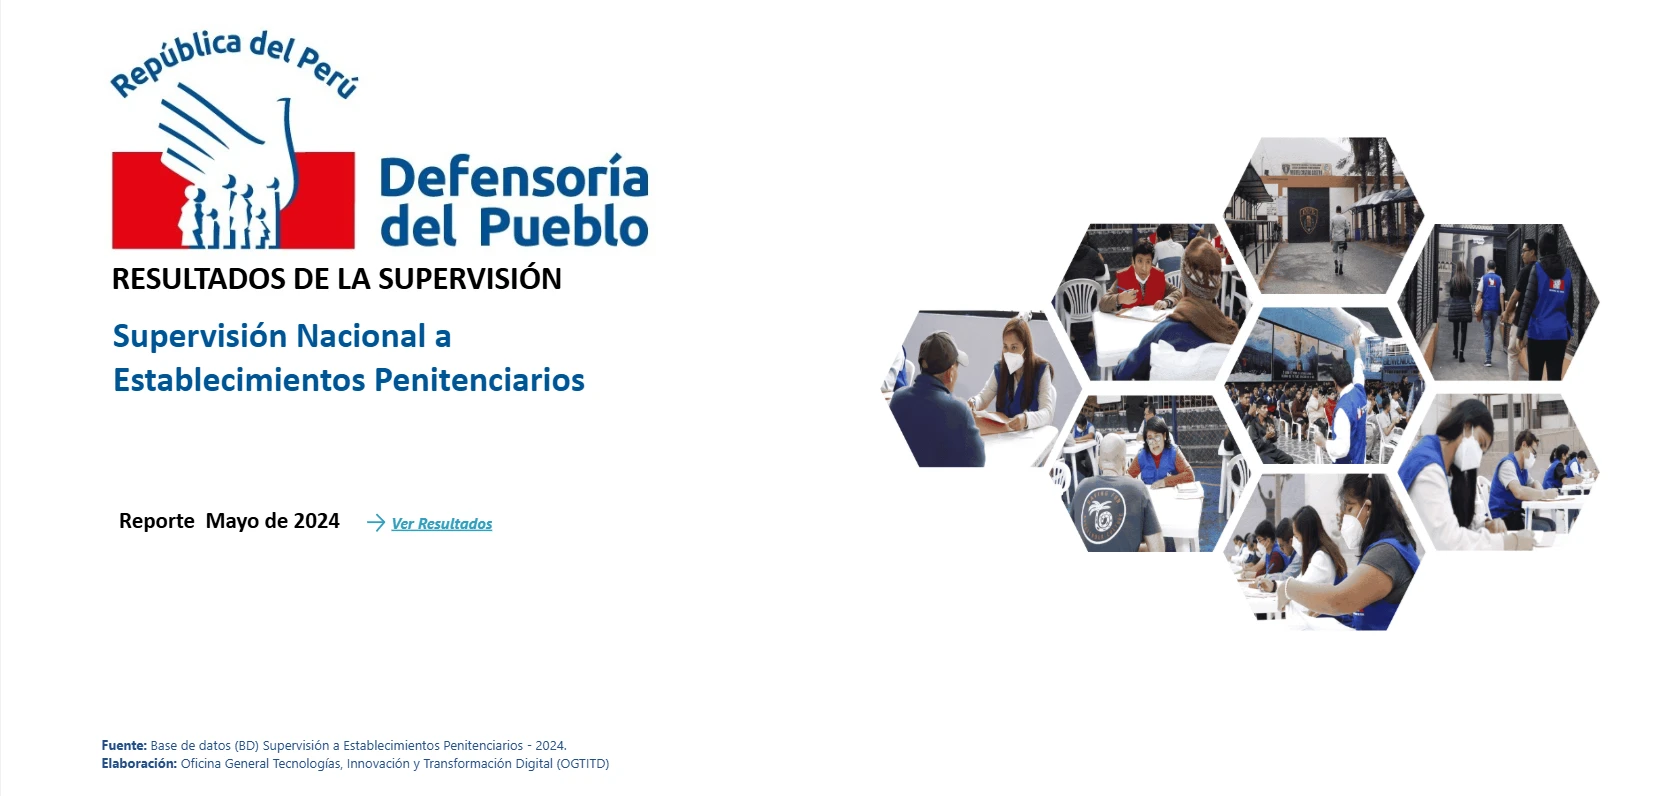 República del Perú
Defensoría
del Pueblo
RESULTADOS DE LA SUPERVISIÓN
Supervisión Nacional a
Establecimientos Penitenciarios
Reporte Mayo de 2024
Ver Resultados
Fuente: Base de datos (BD) Supervisión a Establecimientos Penitenciarios - 2024.
Elaboración: Oficina General Tecnologías, Innovación y Transformación Digital (OGTITD)